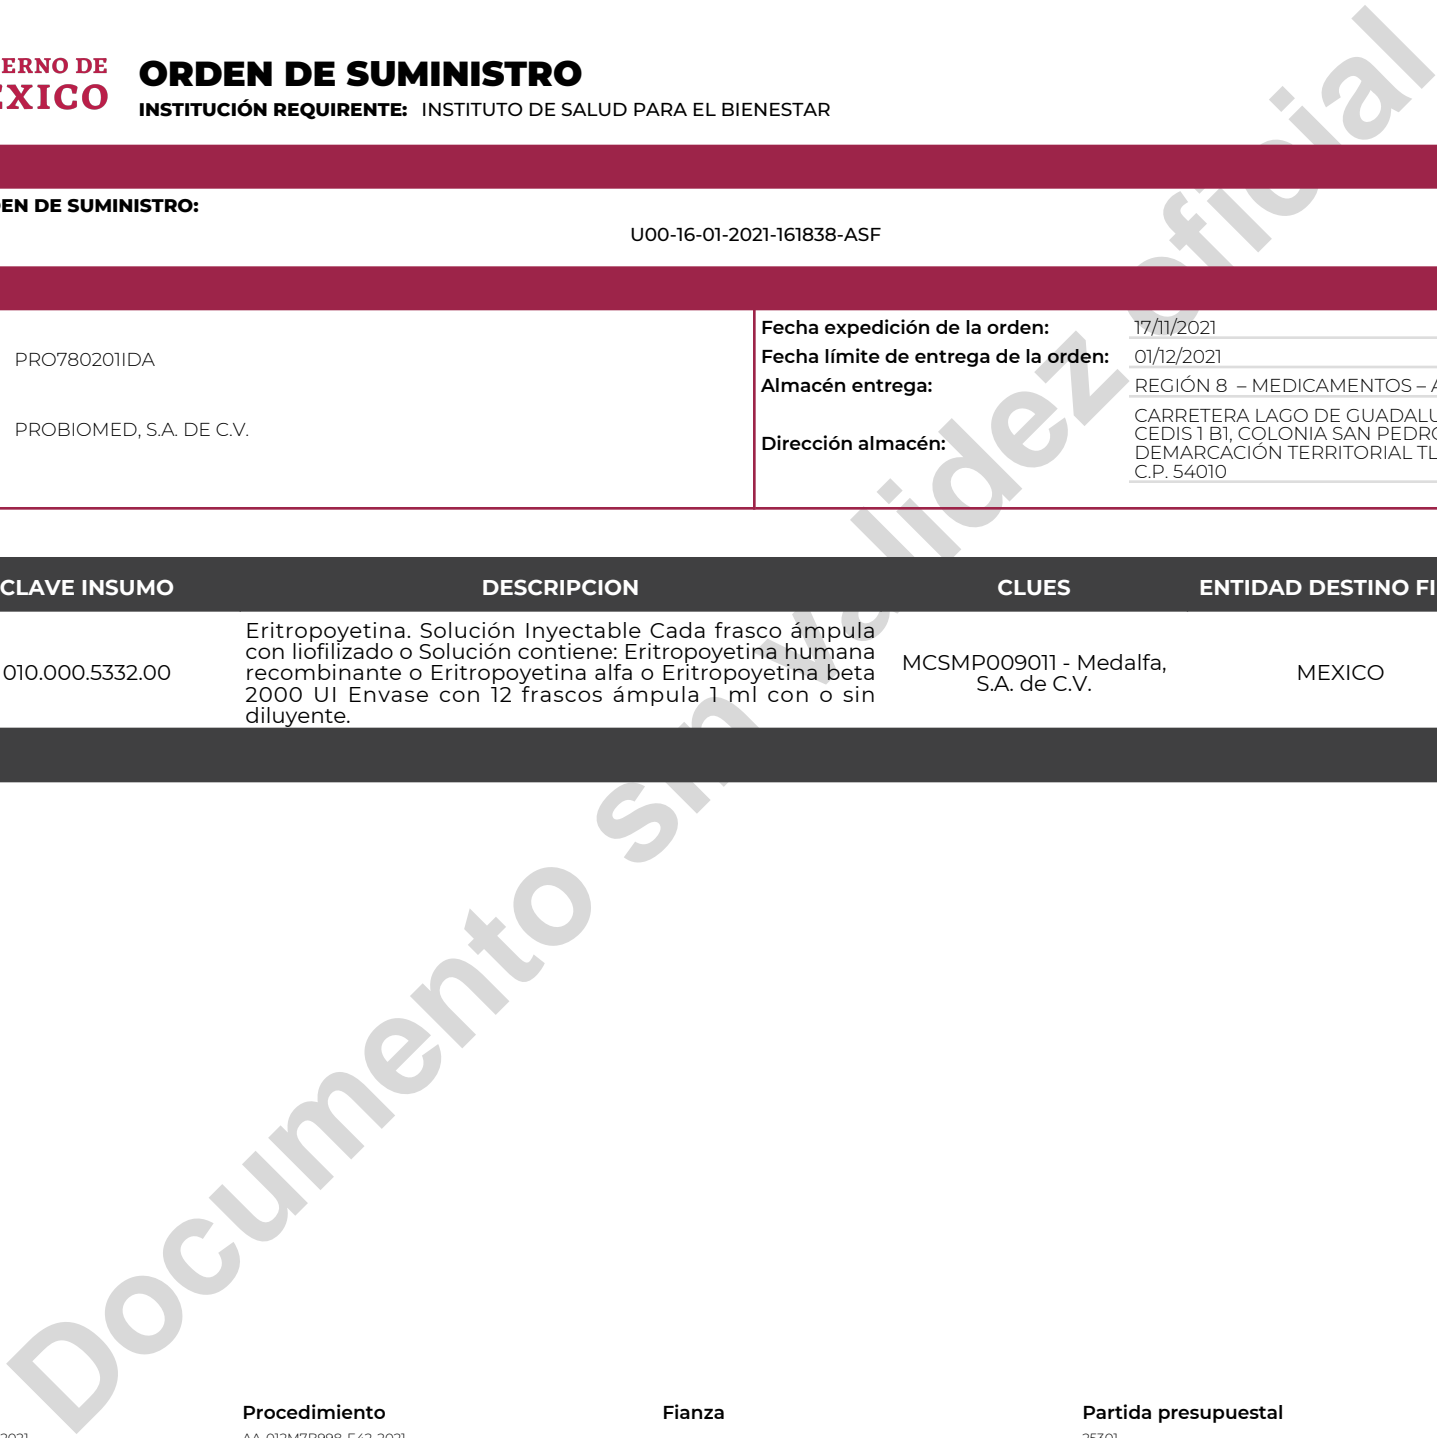 ERNO DE
EXICO
ORDEN DE SUMINISTRO
INSTITUCIÓN REQUIRENTE: INSTITUTO DE SALUD PARA EL BIENESTAR
EN DE SUMINISTRO:
U00-16-01-2021-161838-ASF
PRO780201IDA
PROBIOMED, S.A. DE C.V.
Fecha expedición de la orden: 17/11/2021
Fecha límite de entrega de la orden: 01/12/2021
Almacén entrega: REGIÓN 8 – MEDICAMENTOS – A
Dirección almacén:
CARRETERA LAGO DE GUADALU
CEDIS 1 B1, COLONIA SAN PEDRO
DEMARCACIÓN TERRITORIAL TL
C.P. 54010
CLAVE INSUMO DESCRIPCION CLUES ENTIDAD DESTINO FI
010.000.5332.00
Eritropoyetina. Solución Inyectable Cada frasco ámpula
con liofilizado o Solución contiene: Eritropoyetina humana
recombinante o Eritropoyetina alfa o Eritropoyetina beta
2000 UI Envase con 12 frascos ámpula 1 ml con o sin
diluyente.
MCSMP009011 - Medalfa,
S.A. de C.V.
MEXICO
Documento sin validez oficial
Procedimiento Fianza Partida presupuestal